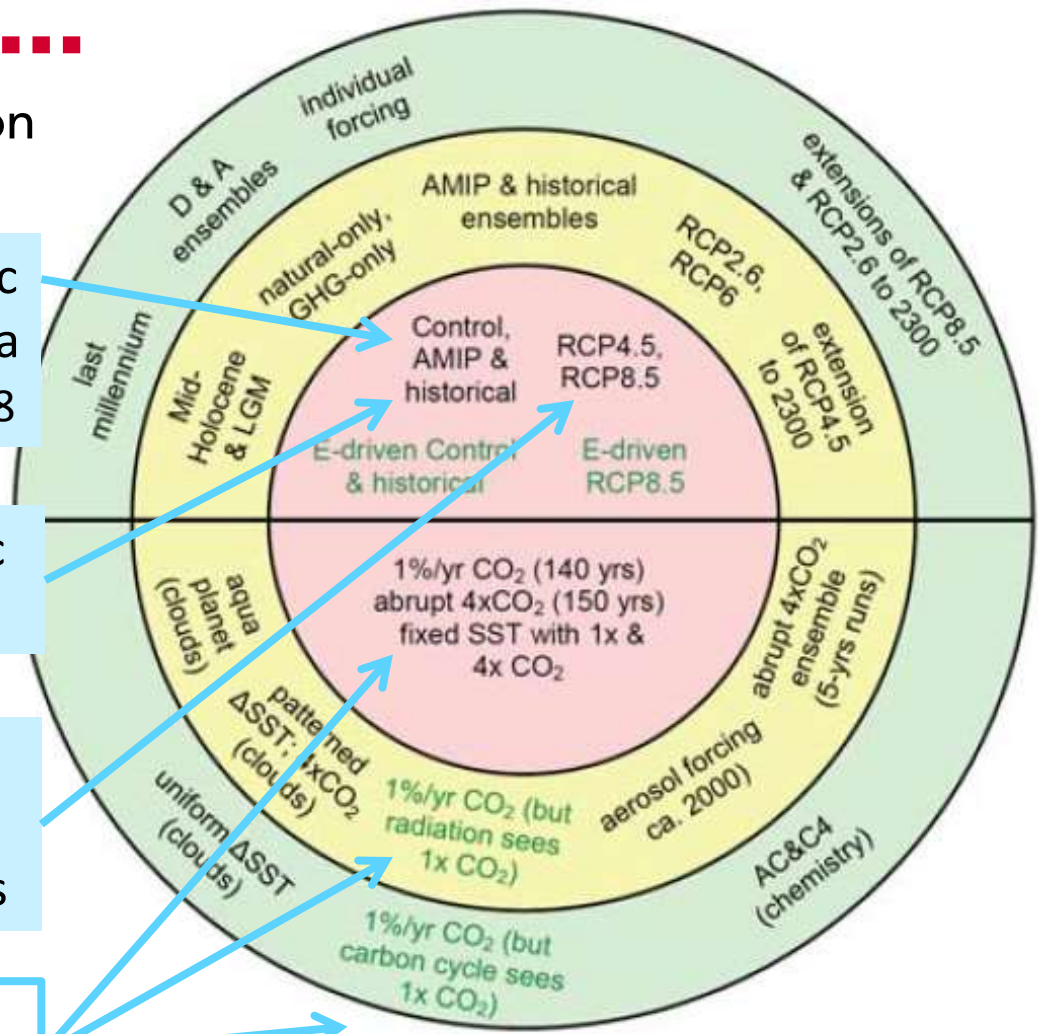 on
c
a
8
c
s
individual
forcing
D & A
ensembles
last
millennium
extensions of RCP8.5
& RCP2.6 to 2300
AMIP & historical
ensembles
natural-only,
GHG-only
Mid-
Holocene
& LGM
RCP2.6,
RCP6
extension
of RCP4.5
to 2300
Control,
AMIP &
historical
RCP4.5,
RCP8.5
E-driven Control
& historical
E-driven
RCP8.5
1%/yr CO₂ (140 yrs)
abrupt 4xCO₂ (150 yrs)
fixed SST with 1x &
4x CO₂
aqua
planet
(clouds)
patterned
ΔSST; 4xCO₂
(clouds)
1%/yr CO₂ (but
radiation sees
1x CO₂)
aerosol forcing
ca. 2000)
abrupt 4xCO₂
ensemble
(5-yrs runs)
uniform ΔSST
(clouds)
1%/yr CO₂ (but
carbon cycle sees
1x CO₂)
AC&C4
(chemistry)